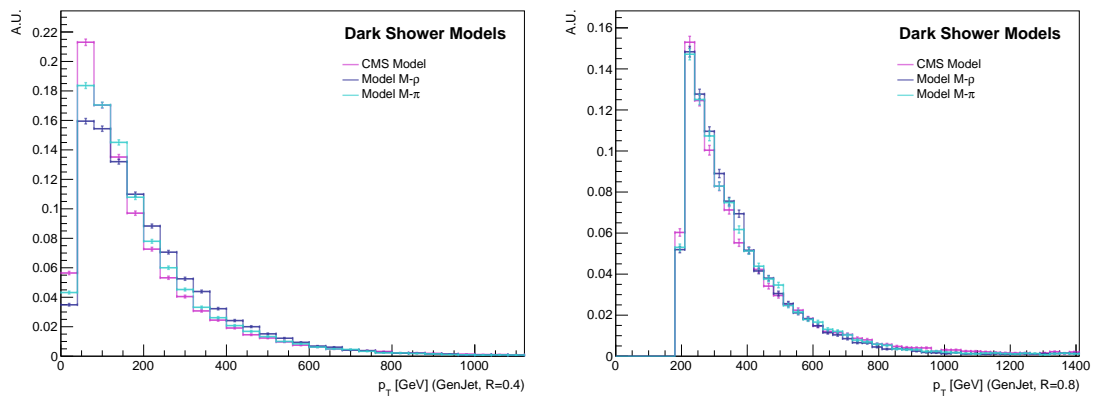 A.U.
Dark Shower Models
CMS Model
Model M-ρ
Model M-π
0.22
0.2
0.18
0.16
0.14
0.12
0.1
0.08
0.06
0.04
0.02
0
0 200 400 600 800 1000
p_T [GeV] (GenJet, R=0.4)
A.U.
Dark Shower Models
CMS Model
Model M-ρ
Model M-π
0.16
0.14
0.12
0.1
0.08
0.06
0.04
0.02
0
0 200 400 600 800 1000 1200 1400
p_T [GeV] (GenJet, R=0.8)